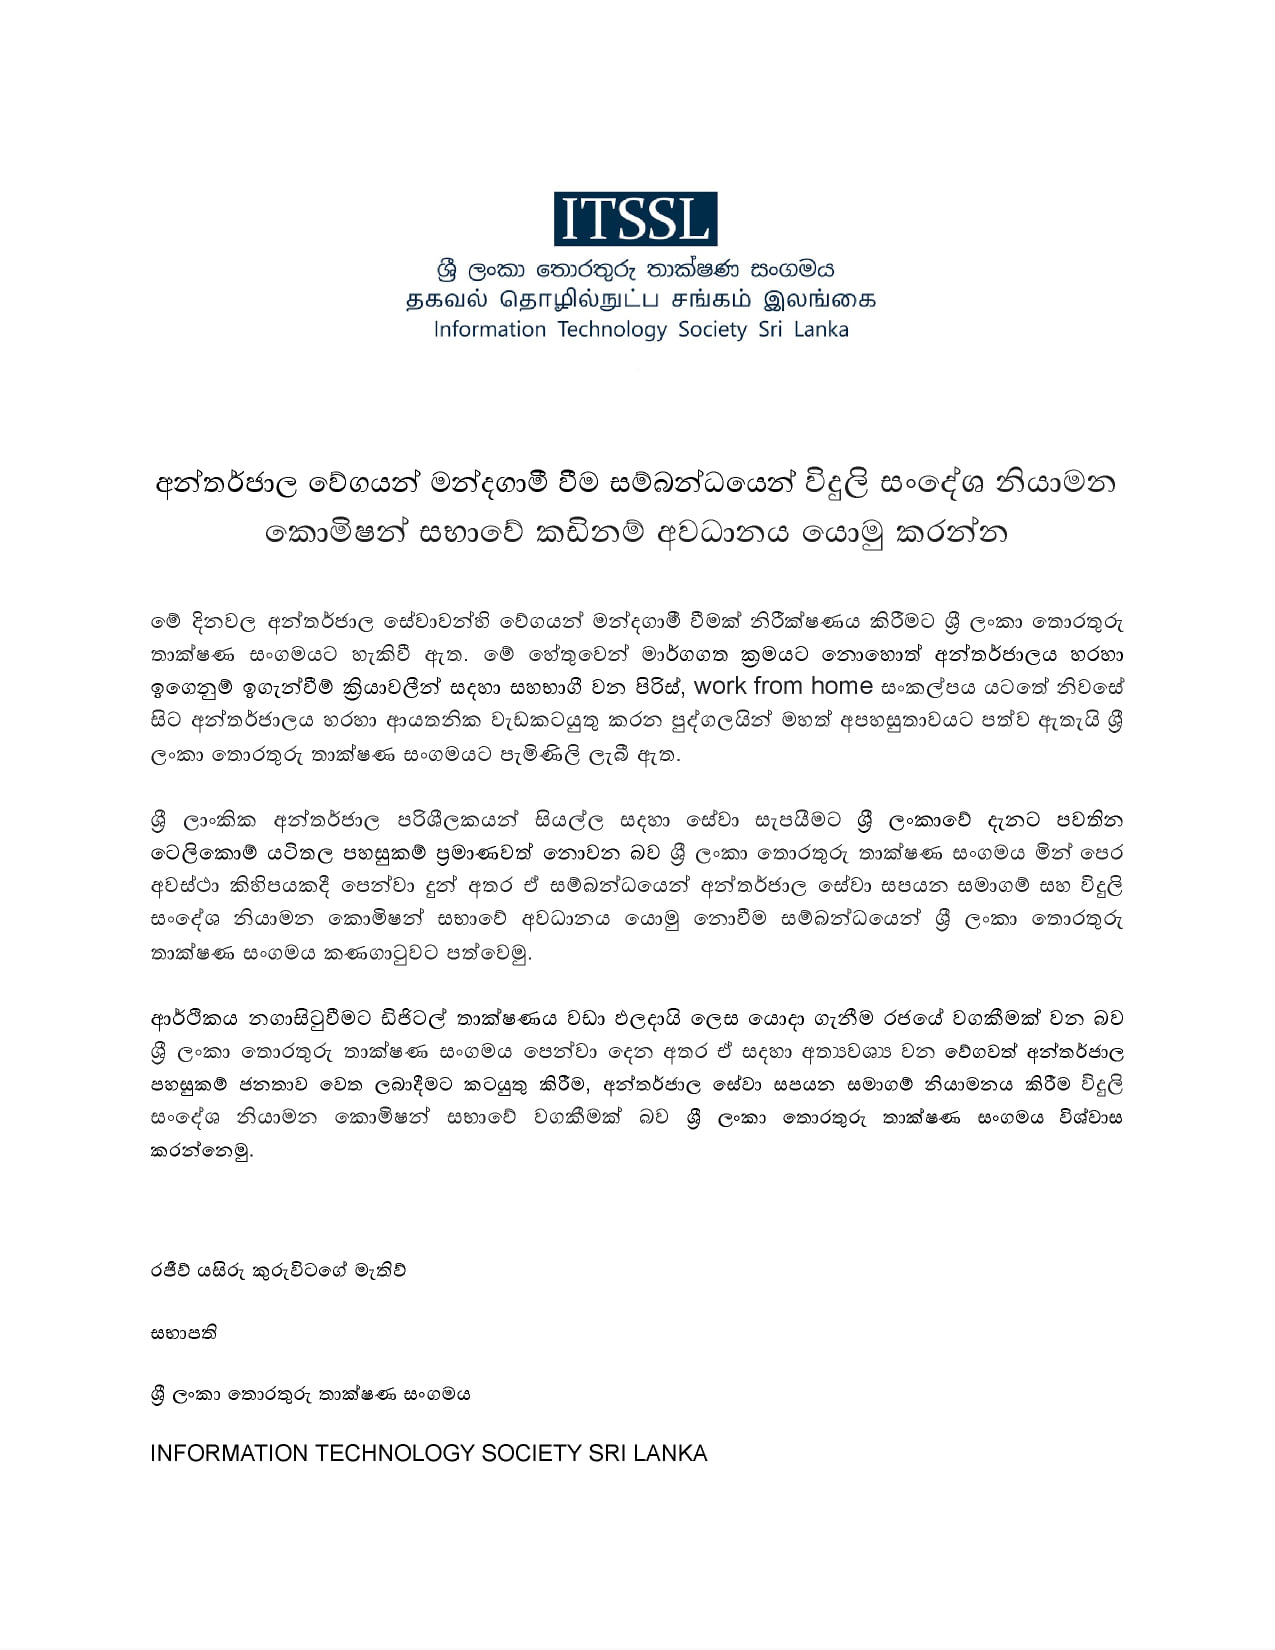 ITSSL
ශ්‍රී ලංකා තොරතුරු තාක්ෂණ සංගමය
தகவல் தொழில்நுட்ப சங்கம் இலங்கை
Information Technology Society Sri Lanka
අන්තර්ජාල වේගයන් මන්දගාමී වීම සම්බන්ධයෙන් විදුලි සංදේශ නියාමන
කොමිෂන් සභාවේ කඩිනම් අවධානය යොමු කරන්න
මේ දිනවල අන්තර්ජාල සේවාවන්හි වේගයන් මන්දගාමී වීමක් නිරීක්ෂණය කිරීමට ශ්‍රී ලංකා තොරතුරු
තාක්ෂණ සංගමයට හැකිවී ඇත. මේ හේතුවෙන් මාර්ගගත ක්‍රමයට නොහොත් අන්තර්ජාලය හරහා
ඉගෙනුම් ඉගැන්වීම් ක්‍රියාවලීන් සදහා සහභාගී වන පිරිස්, work from home සංකල්පය යටතේ නිවසේ
සිට අන්තර්ජාලය හරහා ආයතනික වැඩකටයුතු කරන පුද්ගලයින් මහත් අපහසුතාවයට පත්ව ඇතැයි ශ්‍රී
ලංකා තොරතුරු තාක්ෂණ සංගමයට පැමිණිලි ලැබී ඇත.
ශ්‍රී ලාංකික අන්තර්ජාල පරිශීලකයන් සියල්ල සදහා සේවා සැපයීමට ශ්‍රී ලංකාවේ දැනට පවතින
ටෙලිකොම් යටිතල පහසුකම් ප්‍රමාණවත් නොවන බව ශ්‍රී ලංකා තොරතුරු තාක්ෂණ සංගමය මින් පෙර
අවස්ථා කිහිපයකදී පෙන්වා දුන් අතර ඒ සම්බන්ධයෙන් අන්තර්ජාල සේවා සපයන සමාගම් සහ විදුලි
සංදේශ නියාමන කොමිෂන් සභාවේ අවධානය යොමු නොවීම සම්බන්ධයෙන් ශ්‍රී ලංකා තොරතුරු
තාක්ෂණ සංගමය කණගාටුවට පත්වෙමු.
ආර්ථිකය නගාසිටුවීමට ඩිජිටල් තාක්ෂණය වඩා ඵලදායි ලෙස යොදා ගැනීම රජයේ වගකීමක් වන බව
ශ්‍රී ලංකා තොරතුරු තාක්ෂණ සංගමය පෙන්වා දෙන අතර ඒ සදහා අත්‍යවශ්‍ය වන වේගවත් අන්තර්ජාල
පහසුකම් ජනතාව වෙත ලබාදීමට කටයුතු කිරීම, අන්තර්ජාල සේවා සපයන සමාගම් නියාමනය කිරීම විදුලි
සංදේශ නියාමන කොමිෂන් සභාවේ වගකීමක් බව ශ්‍රී ලංකා තොරතුරු තාක්ෂණ සංගමය විශ්වාස
කරන්නෙමු.
රජීව් යසිරු කුරුවිටගේ මැතිව්
සභාපති
ශ්‍රී ලංකා තොරතුරු තාක්ෂණ සංගමය
INFORMATION TECHNOLOGY SOCIETY SRI LANKA